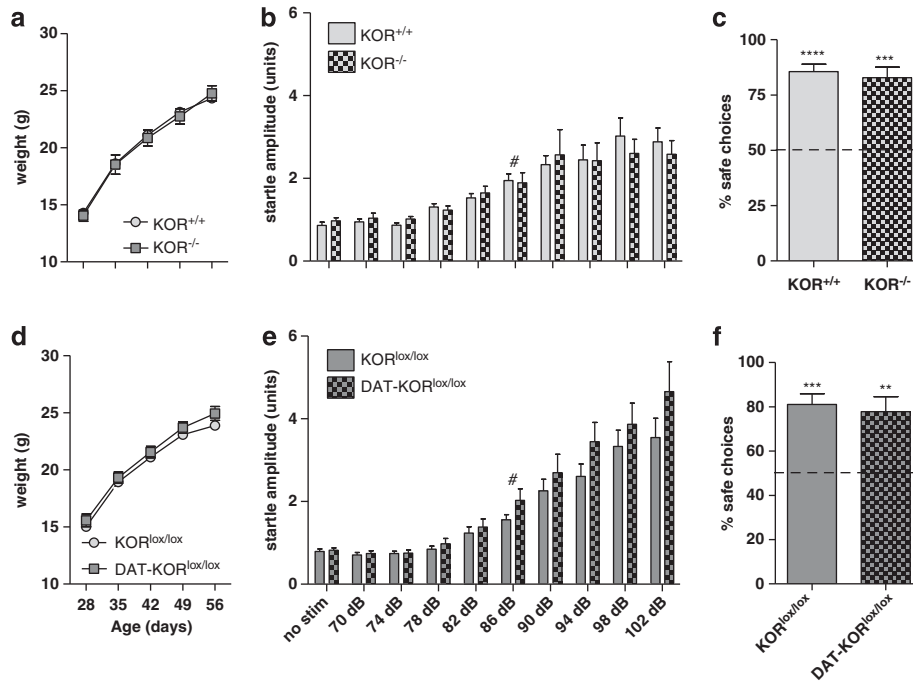 a
30
25
20
15
10
weight (g)
KOR+/+
KOR-/-
b
6
4
2
0
startle amplitude (units)
KOR+/+
KOR-/-
#
c
100
75
50
25
0
% safe choices
****
***
KOR+/+
KOR-/-
d
30
25
20
15
10
weight (g)
KORlox/lox
DAT-KORlox/lox
28 35 42 49 56
Age (days)
e
6
4
2
0
startle amplitude (units)
KORlox/lox
DAT-KORlox/lox
#
no stim
70 dB
74 dB
78 dB
82 dB
86 dB
90 dB
94 dB
98 dB
102 dB
f
100
80
60
40
20
0
% safe choices
***
**
KORlox/lox
DAT-KORlox/lox